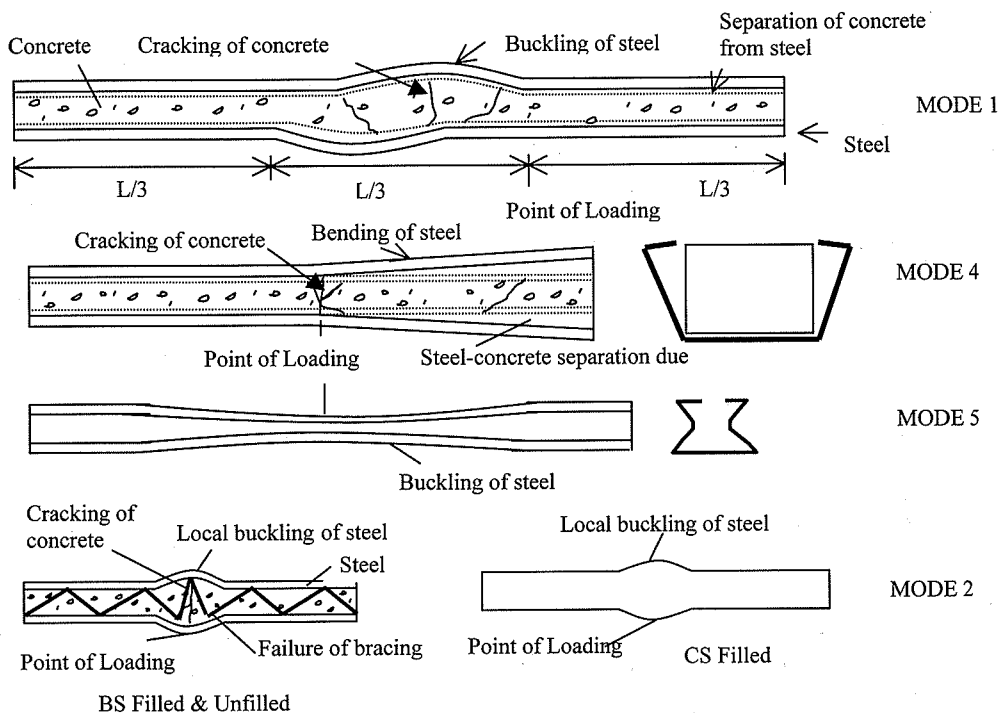 Concrete
Cracking of concrete
Buckling of steel
Separation of concrete
from steel
MODE 1
Steel
L/3
L/3
L/3
Point of Loading
Cracking of concrete
Bending of steel
MODE 4
Point of Loading
Steel-concrete separation due
MODE 5
Buckling of steel
Cracking of
concrete
Local buckling of steel
Steel
Local buckling of steel
MODE 2
Point of Loading
Failure of bracing
Point of Loading
CS Filled
BS Filled & Unfilled